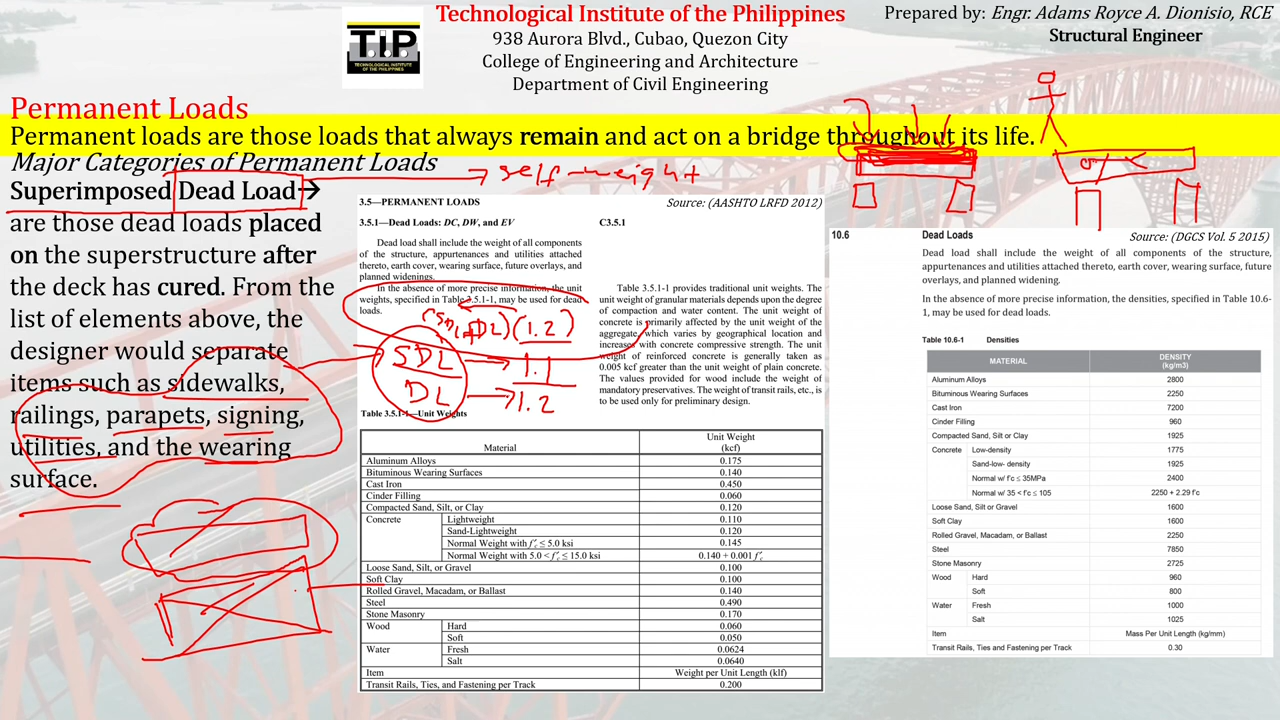 Technological Institute of the Philippines
938 Aurora Blvd., Cubao, Quezon City
College of Engineering and Architecture
Department of Civil Engineering
TIP
TECHNOLOGICAL INSTITUTE
OF THE PHILIPPINES
Prepared by: Engr. Adams Royce A. Dionisio, RCE
Structural Engineer
Permanent Loads
Permanent loads are those loads that always remain and act on a bridge throughout its life.
Major Categories of Permanent Loads
Superimposed Dead Load→
are those dead loads placed
on the superstructure after
the deck has cured. From the
list of elements above, the
designer would separate
items such as sidewalks,
railings, parapets, signing,
utilities, and the wearing
surface.
self-weight
3.5—PERMANENT LOADS
Source: (AASHTO LRFD 2012)
3.5.1—Dead Loads: DC, DW, and EV
C3.5.1
Dead load shall include the weight of all components
of the structure, appurtenances and utilities attached
thereto, earth cover, wearing surface, future overlays, and
planned widenings.
In the absence of more precise information, the unit
weights, specified in Table 3.5.1-1, may be used for dead
loads.
Table 3.5.1-1 provides traditional unit weights. The
unit weight of granular materials depends upon the degree
of compaction and water content. The unit weight of
concrete is primarily affected by the unit weight of the
aggregate, which varies by geographical location and
increases with concrete compressive strength. The unit
weight of reinforced concrete is generally taken as
0.005 kcf greater than the unit weight of plain concrete.
The values provided for wood include the weight of
mandatory preservatives. The weight of transit rails, etc., is
to be used only for preliminary design.
(SDL+DL)(1.2)
SDL → 1.1
DL → 1.2
Table 3.5.1-1—Unit Weights
Material Unit Weight (kcf)
Aluminum Alloys 0.175
Bituminous Wearing Surfaces 0.140
Cast Iron 0.450
Cinder Filling 0.060
Compacted Sand, Silt, or Clay 0.120
Concrete Lightweight 0.110
Sand-Lightweight 0.120
Normal Weight with f'c ≤ 5.0 ksi 0.145
Normal Weight with 5.0 < f'c ≤ 15.0 ksi 0.140 + 0.001 f'c
Loose Sand, Silt, or Gravel 0.100
Soft Clay 0.100
Rolled Gravel, Macadam, or Ballast 0.140
Steel 0.490
Stone Masonry 0.170
Wood Hard 0.060
Soft 0.050
Water Fresh 0.0624
Salt 0.0640
Item Weight per Unit Length (klf)
Transit Rails, Ties, and Fastening per Track 0.200
10.6 Dead Loads
Source: (DGCS Vol. 5 2015)
Dead load shall include the weight of all components of the structure,
appurtenances and utilities attached thereto, earth cover, wearing surface, future
overlays, and planned widening.
In the absence of more precise information, the densities, specified in Table 10.6-
1, may be used for dead loads.
Table 10.6-1 Densities
MATERIAL DENSITY (kg/m3)
Aluminum Alloys 2800
Bituminous Wearing Surfaces 2250
Cast Iron 7200
Cinder Filling 960
Compacted Sand, Silt or Clay 1925
Concrete Low-density 1775
Sand-low- density 1925
Normal w/ f'c ≤ 35MPa 2400
Normal w/ 35 < f'c ≤ 105 2250 + 2.29 f'c
Loose Sand, Silt or Gravel 1600
Soft Clay 1600
Rolled Gravel, Macadam, or Ballast 2250
Steel 7850
Stone Masonry 2725
Wood Hard 960
Soft 800
Water Fresh 1000
Salt 1025
Item Mass Per Unit Length (kg/mm)
Transit Rails, Ties and Fastening per Track 0.30